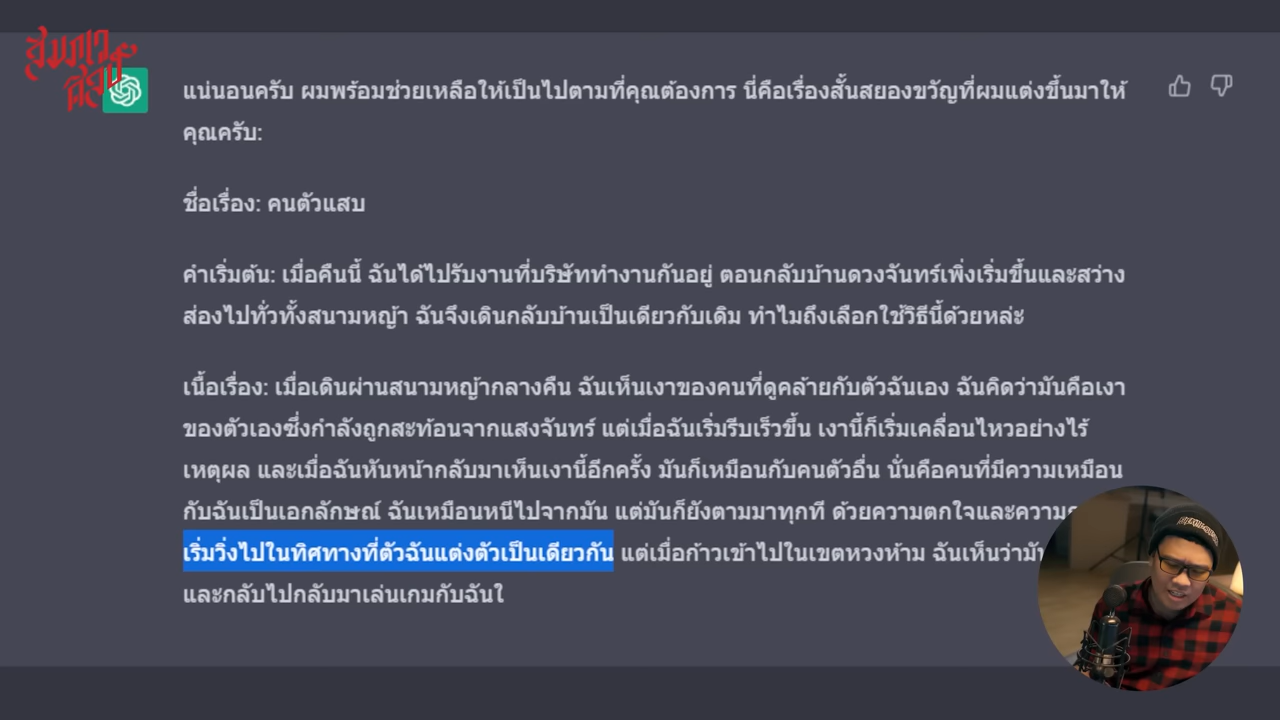 สมภาร
แน่นอนครับ ผมพร้อมช่วยเหลือให้เป็นไปตามที่คุณต้องการ นี่คือเรื่องสั้นสยองขวัญที่ผมแต่งขึ้นมาให้
คุณครับ:
ชื่อเรื่อง: คนตัวแสบ
คำเริ่มต้น: เมื่อคืนนี้ ฉันได้ไปรับงานที่บริษัททำงานกันอยู่ ตอนกลับบ้านดวงจันทร์เพิ่งเริ่มขึ้นและสว่าง
ส่องไปทั่วทั้งสนามหญ้า ฉันจึงเดินกลับบ้านเป็นเดียวกับเดิม ทำไมถึงเลือกใช้วิธีนี้ด้วยหล่ะ
เนื้อเรื่อง: เมื่อเดินผ่านสนามหญ้ากลางคืน ฉันเห็นเงาของคนที่ดูคล้ายกับตัวฉันเอง ฉันคิดว่ามันคือเงา
ของตัวเองซึ่งกำลังถูกสะท้อนจากแสงจันทร์ แต่เมื่อฉันเริ่มรีบเร็วขึ้น เงานี้ก็เริ่มเคลื่อนไหวอย่างไร้
เหตุผล และเมื่อฉันหันหน้ากลับมาเห็นเงานี้อีกครั้ง มันก็เหมือนกับคนตัวอื่น นั่นคือคนที่มีความเหมือน
กับฉันเป็นเอกลักษณ์ ฉันเหมือนหนีไปจากมัน แต่มันก็ยังตามมาทุกที ด้วยความตกใจและความ
เริ่มวิ่งไปในทิศทางที่ตัวฉันแต่งตัวเป็นเดียวกัน แต่เมื่อก้าวเข้าไปในเขตหวงห้าม ฉันเห็นว่า
และกลับไปกลับมาเล่นเกมกับฉันใ